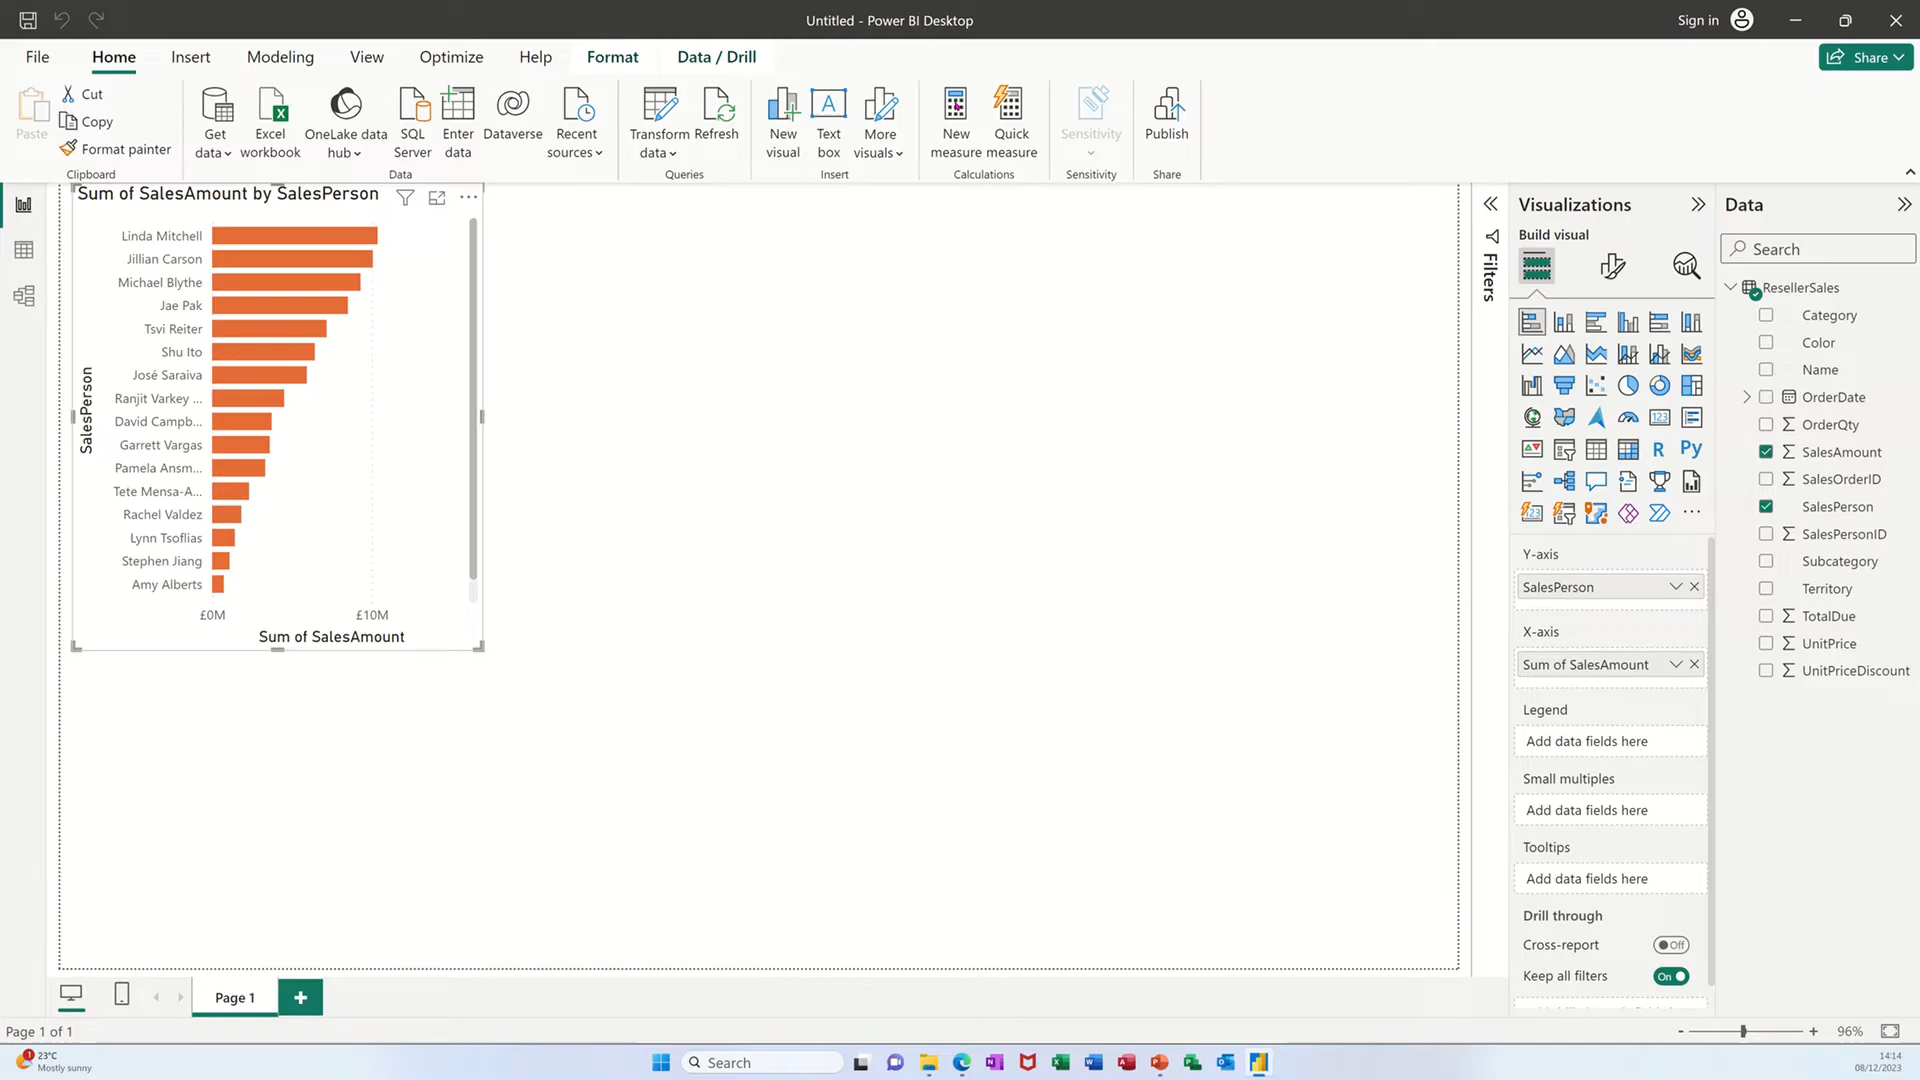 Untitled - Power BI Desktop
Sign in
File Home Insert Modeling View Optimize Help Format Data / Drill
Share
Paste
Cut
Copy
Format painter
Clipboard
Get data
Excel workbook
OneLake data hub
SQL Server
Enter data
Dataverse
Recent sources
Data
Transform data
Refresh
Queries
New visual
Text box
More visuals
Insert
New measure
Quick measure
Calculations
Sensitivity
Sensitivity
Publish
Share
Sum of SalesAmount by SalesPerson
SalesPerson
Linda Mitchell
Jillian Carson
Michael Blythe
Jae Pak
Tsvi Reiter
Shu Ito
José Saraiva
Ranjit Varkey ...
David Campb...
Garrett Vargas
Pamela Ansm...
Tete Mensa-A...
Rachel Valdez
Lynn Tsoflias
Stephen Jiang
Amy Alberts
£0M £10M
Sum of SalesAmount
Filters
Visualizations
Build visual
123
R Py
123
Y-axis
SalesPerson
X-axis
Sum of SalesAmount
Legend
Add data fields here
Small multiples
Add data fields here
Tooltips
Add data fields here
Drill through
Cross-report Off
Keep all filters On
Data
Search
ResellerSales
Category
Color
Name
OrderDate
OrderQty
SalesAmount
SalesOrderID
SalesPerson
SalesPersonID
Subcategory
Territory
TotalDue
UnitPrice
UnitPriceDiscount
Page 1
Page 1 of 1
96%
1
23°C
Mostly sunny
Search
14:14
08/12/2023